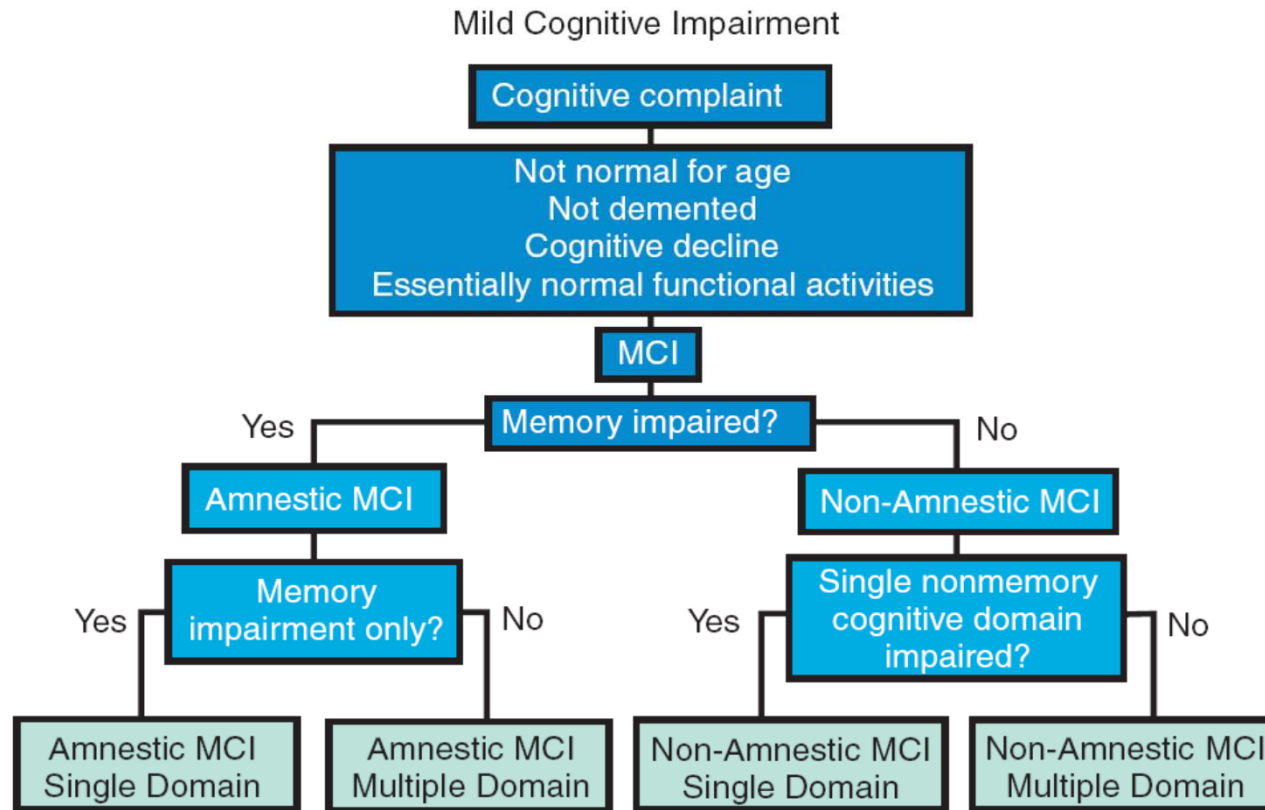 Mild Cognitive Impairment
Cognitive complaint
Not normal for age
Not demented
Cognitive decline
Essentially normal functional activities
MCI
Yes
Memory impaired?
No
Amnestic MCI
Non-Amnestic MCI
Yes
Memory
impairment only?
No
Yes
Single nonmemory
cognitive domain
impaired?
No
Amnestic MCI
Single Domain
Amnestic MCI
Multiple Domain
Non-Amnestic MCI
Single Domain
Non-Amnestic MCI
Multiple Domain